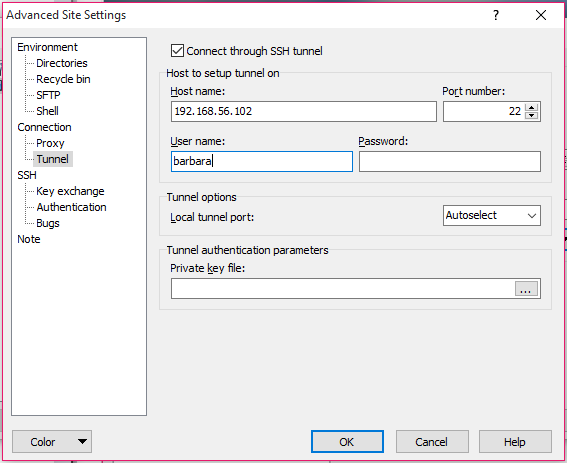 Advanced Site Settings
?
Environment
Directories
Recycle bin
SFTP
Shell
Connection
Proxy
Tunnel
SSH
Key exchange
Authentication
Bugs
Note
Connect through SSH tunnel
Host to setup tunnel on
Host name:
Port number:
192.168.56.102
22
User name:
Password:
barbara
Tunnel options
Local tunnel port:
Autoselect
Tunnel authentication parameters
Private key file:
...
Color
OK
Cancel
Help